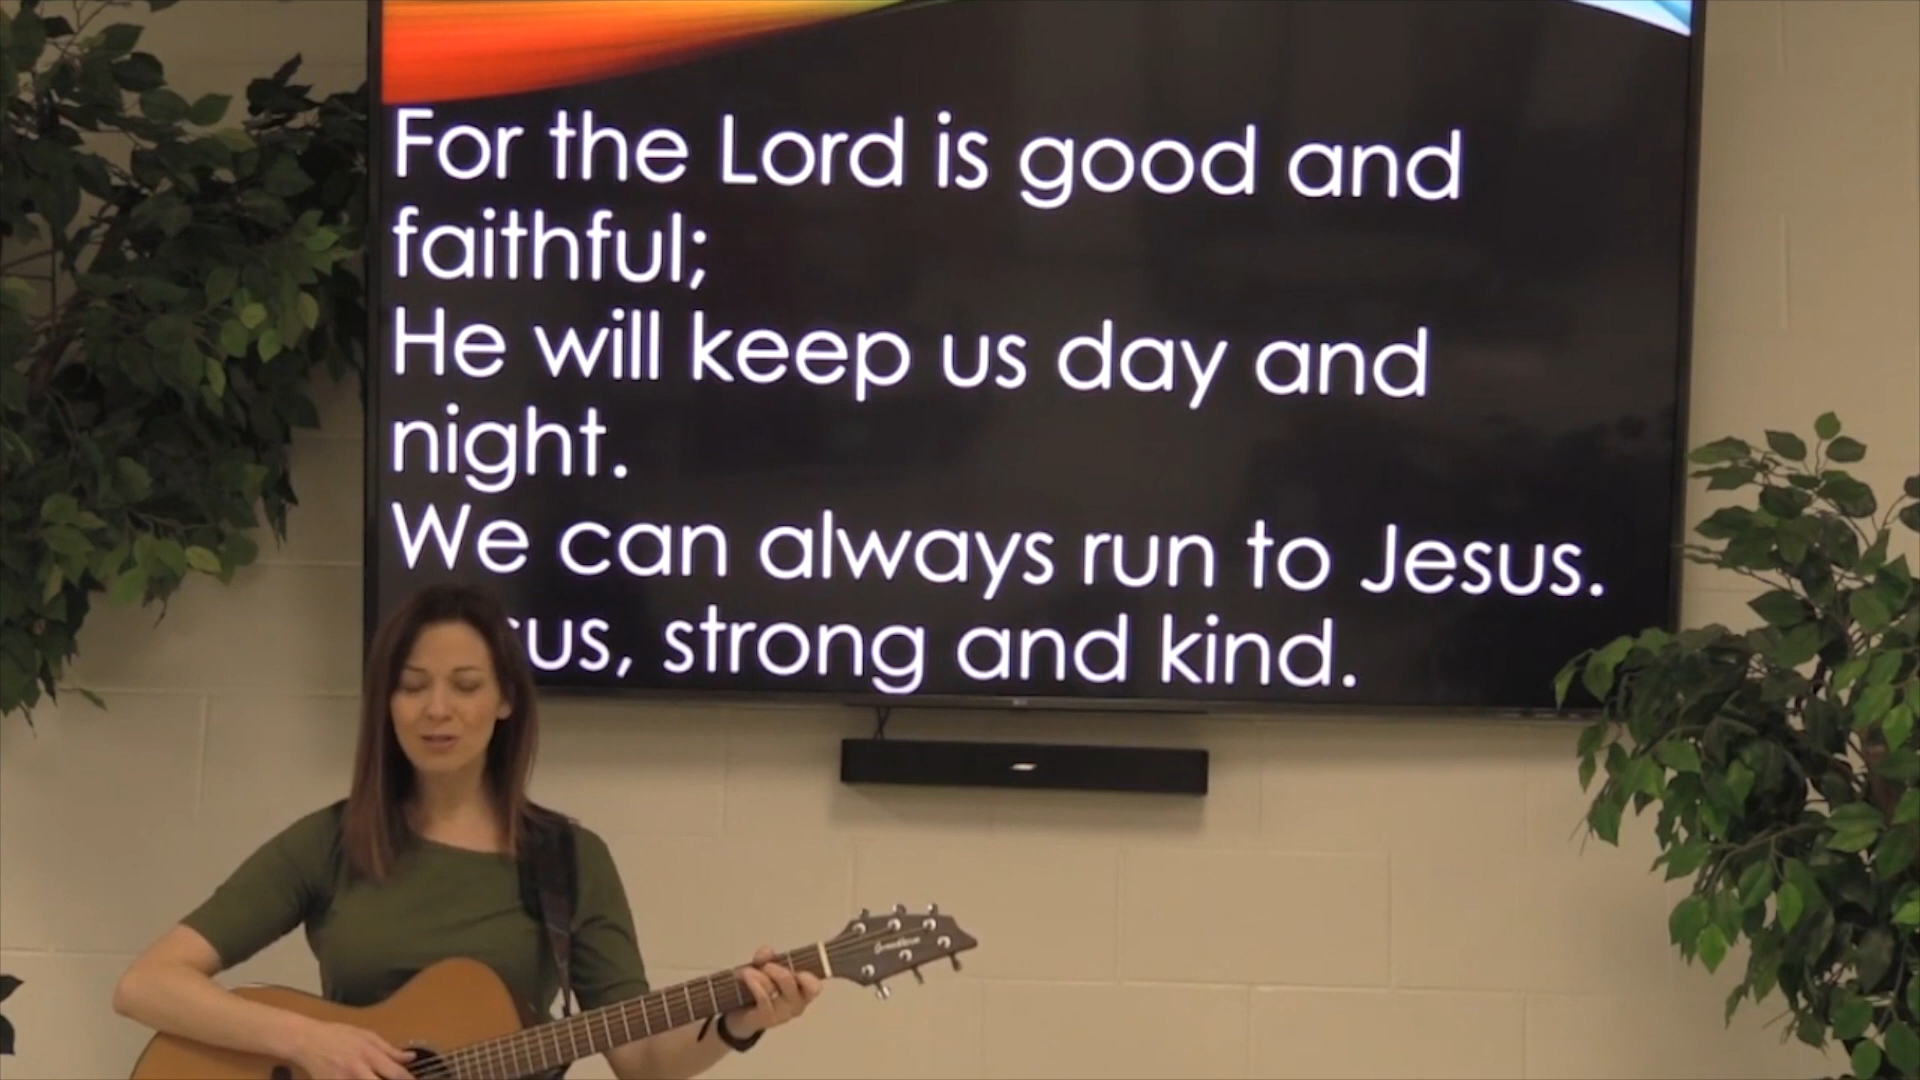 For the Lord is good and
faithful;
He will keep us day and
night.
We can always run to Jesus.
sus, strong and kind.